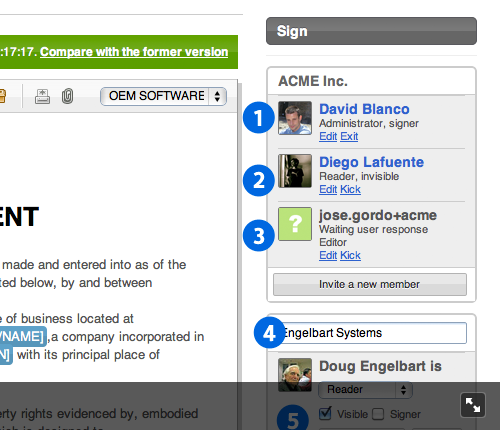 :17:17. Compare with the former version
OEM SOFTWARE
ENT
made and entered into as of the
ted below, by and between
e of business located at
/NAME] ,a company incorporated in
N] with its principal place of
erty rights evidenced by, embodied
Sign
ACME Inc.
1
David Blanco
Administrator, signer
Edit Exit
2
Diego Lafuente
Reader, invisible
Edit Kick
3
?
jose.gordo+acme
Waiting user response
Editor
Edit Kick
Invite a new member
4
Engelbart Systems
Doug Engelbart is
Reader
5
Visible Signer